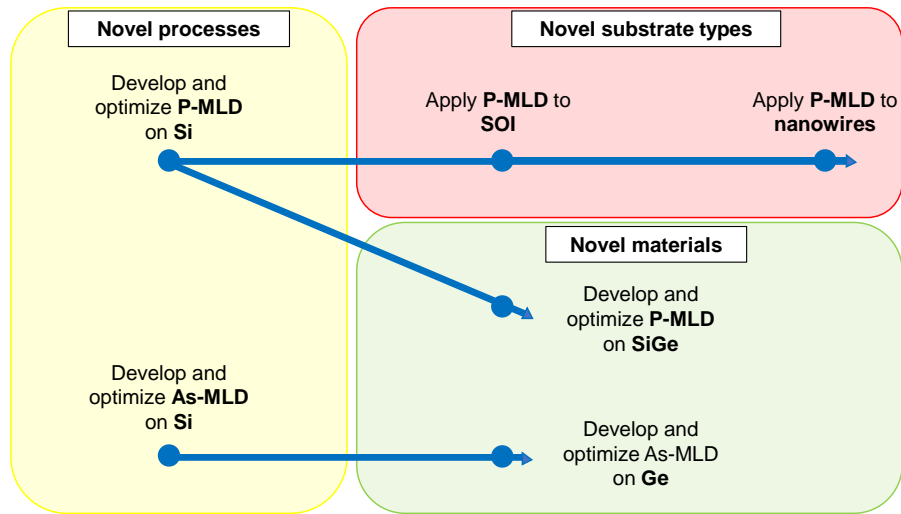 Novel processes
Develop and
optimize P-MLD
on Si
Develop and
optimize As-MLD
on Si
Novel substrate types
Apply P-MLD to
SOI
Apply P-MLD to
nanowires
Novel materials
Develop and
optimize P-MLD
on SiGe
Develop and
optimize As-MLD
on Ge